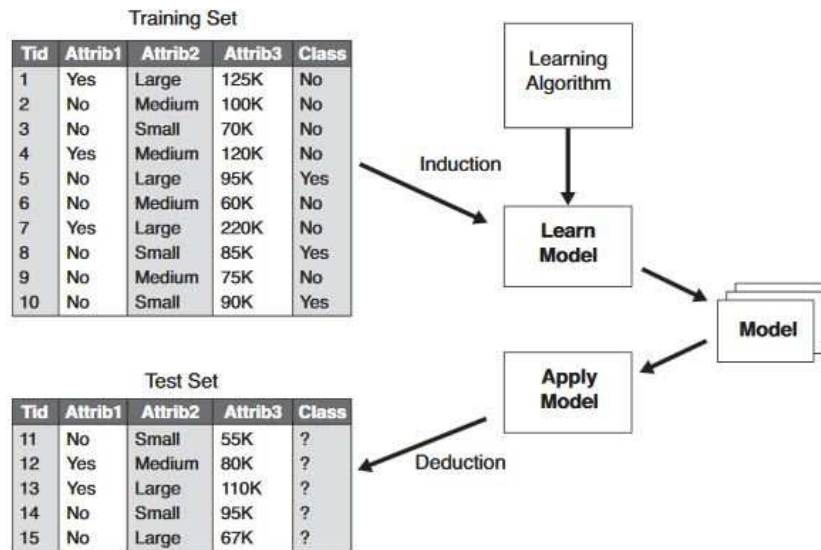 Training Set
Tid Attrib1 Attrib2 Attrib3 Class
1 Yes Large 125K No
2 No Medium 100K No
3 No Small 70K No
4 Yes Medium 120K No
5 No Large 95K Yes
6 No Medium 60K No
7 Yes Large 220K No
8 No Small 85K Yes
9 No Medium 75K No
10 No Small 90K Yes
Learning
Algorithm
Induction
Learn
Model
Model
Apply
Model
Deduction
Test Set
Tid Attrib1 Attrib2 Attrib3 Class
11 No Small 55K ?
12 Yes Medium 80K ?
13 Yes Large 110K ?
14 No Small 95K ?
15 No Large 67K ?